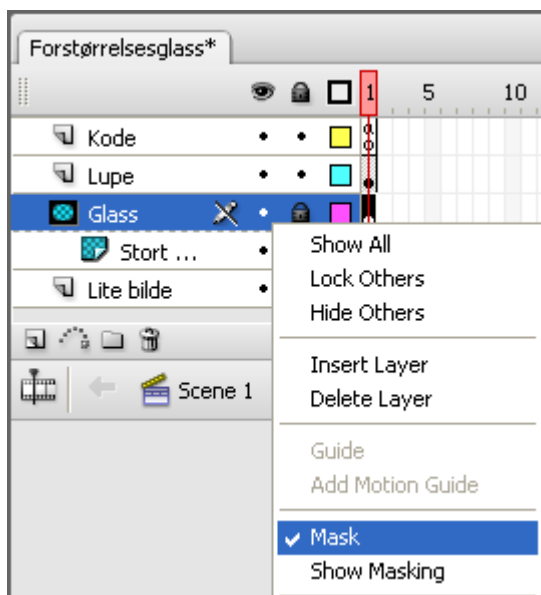 Forstørrelsesglass*
1 5 10
Kode
Lupe
Glass
Stort ...
Lite bilde
Scene 1
Show All
Lock Others
Hide Others
Insert Layer
Delete Layer
Guide
Add Motion Guide
Mask
Show Masking